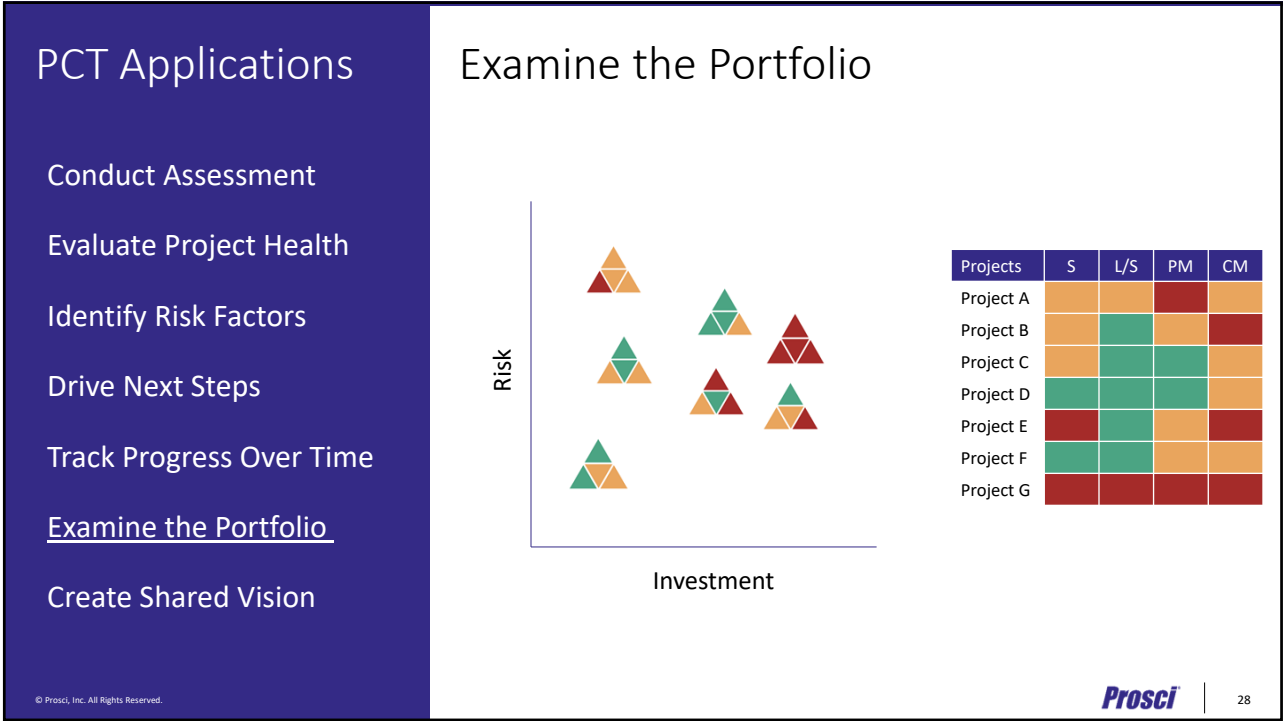 PCT Applications
Conduct Assessment
Evaluate Project Health
Identify Risk Factors
Drive Next Steps
Track Progress Over Time
Examine the Portfolio
Create Shared Vision
© Prosci, Inc. All Rights Reserved.
Examine the Portfolio
Risk
Investment
Projects S L/S PM CM
Project A
Project B
Project C
Project D
Project E
Project F
Project G
Prosci
28